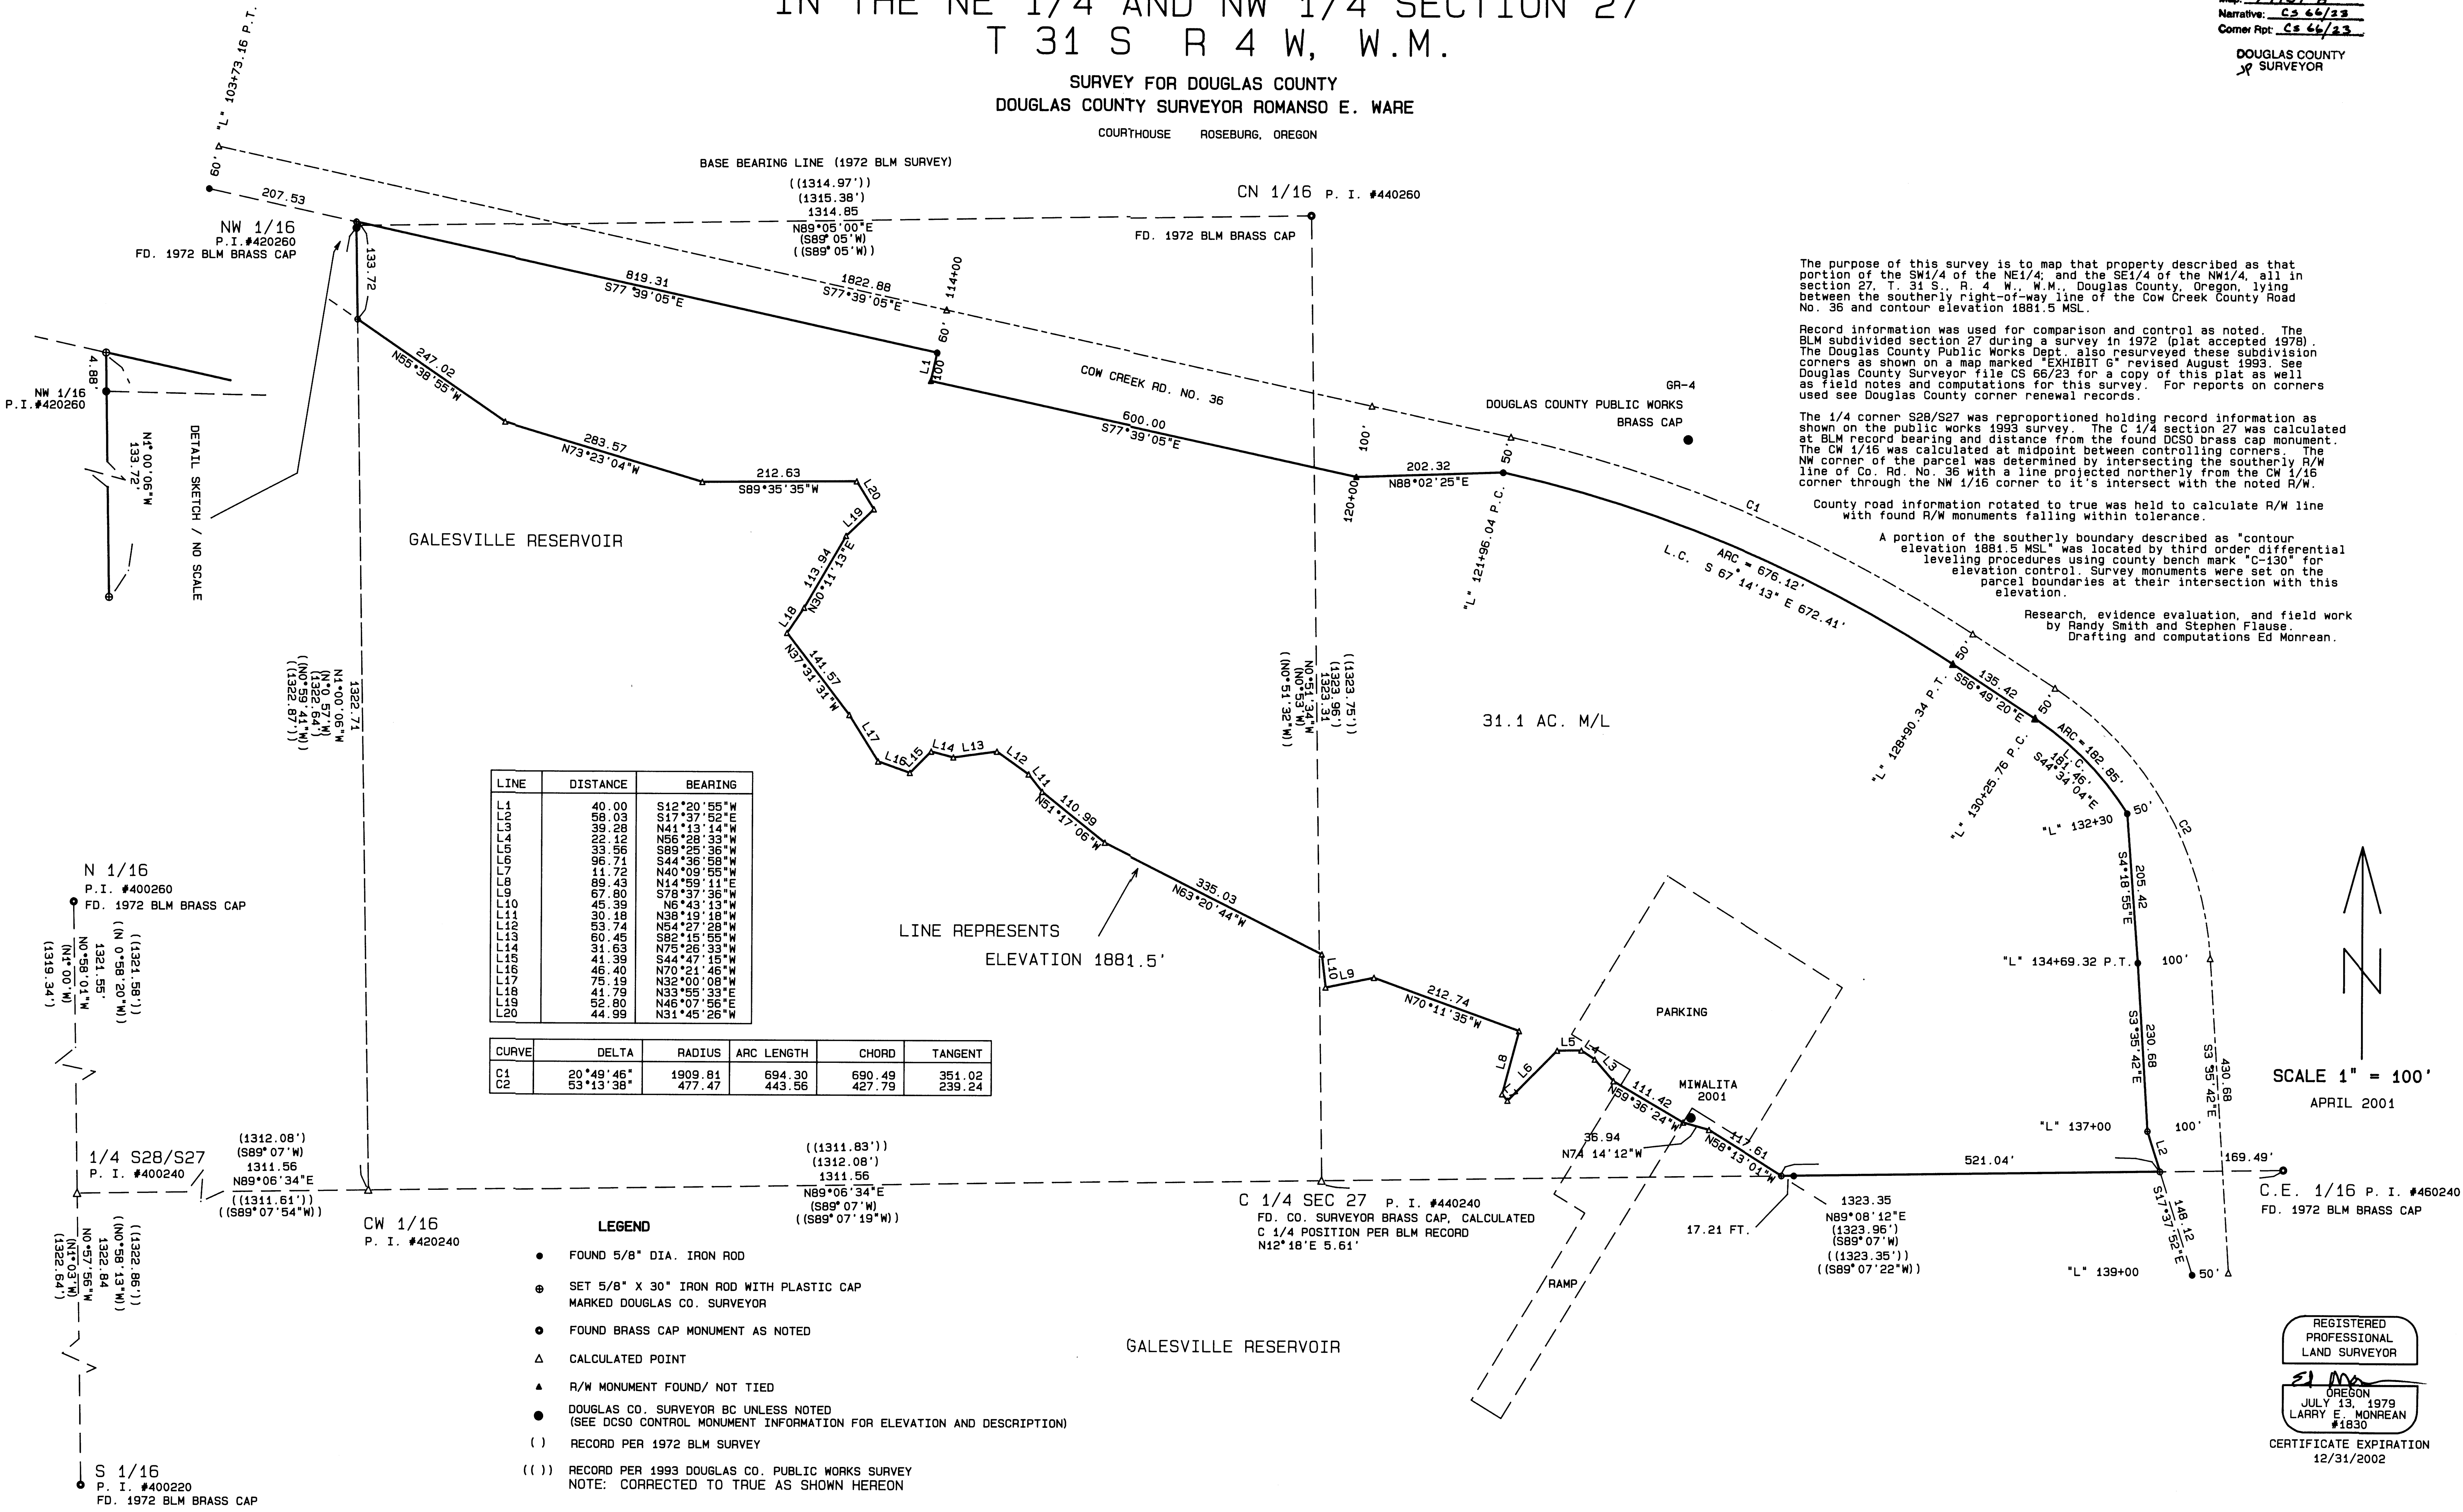 IN THE NE 1/4 AND NW 1/4 SECTION 27
T 31 S R 4 W, W.M.
SURVEY FOR DOUGLAS COUNTY
DOUGLAS COUNTY SURVEYOR ROMANSO E. WARE
COURTHOUSE ROSEBURG, OREGON
Narrative: CS 66/23
Corner Rpt: CS 66/23
DOUGLAS COUNTY
SURVEYOR
"L" 103+73.16 P.T.
60'
207.53
NW 1/16
P.I.#420260
FD. 1972 BLM BRASS CAP
133.72
BASE BEARING LINE (1972 BLM SURVEY)
((1314.97'))
(1315.38')
1314.85
N89°05'00"E
(S89°05'W)
((S89°05'W))
CN 1/16 P. I. #440260
FD. 1972 BLM BRASS CAP
819.31
S77°39'05"E
1822.88
S77°39'05"E
114+00
60'
L1
100'
COW CREEK RD. NO. 36
600.00
S77°39'05"E
100'
120+00
202.32
N88°02'25"E
50'
"L" 121+96.04 P.C.
GR-4
DOUGLAS COUNTY PUBLIC WORKS
BRASS CAP
C1
ARC = 676.12'
L.C. S 67°14'13" E 672.41'
50'
135.42
S56°49'20"E
"L" 128+90.34 P.T.
50'
"L" 130+25.76 P.C.
ARC = 182.85'
L.C.
181.46'
S44°34'04"E
"L" 132+30
50'
C2
205.42
S4°18'55"E
"L" 134+69.32 P.T.
100'
230.68
S3°35'42"E
430.68
S3°35'42"E
"L" 137+00
100'
L2
169.49'
148.12
S17°37'52"E
"L" 139+00
50'
C.E. 1/16 P. I. #460240
FD. 1972 BLM BRASS CAP
The purpose of this survey is to map that property described as that
portion of the SW1/4 of the NE1/4; and the SE1/4 of the NW1/4, all in
section 27, T. 31 S., R. 4 W., W.M., Douglas County, Oregon, lying
between the southerly right-of-way line of the Cow Creek County Road
No. 36 and contour elevation 1881.5 MSL.
Record information was used for comparison and control as noted. The
BLM subdivided section 27 during a survey in 1972 (plat accepted 1978).
The Douglas County Public Works Dept. also resurveyed these subdivision
corners as shown on a map marked "EXHIBIT G" revised August 1993. See
Douglas County Surveyor file CS 66/23 for a copy of this plat as well
as field notes and computations for this survey. For reports on corners
used see Douglas County corner renewal records.
The 1/4 corner S28/S27 was reproportioned holding record information as
shown on the public works 1993 survey. The C 1/4 section 27 was calculated
at BLM record bearing and distance from the found DCSO brass cap monument.
The CW 1/16 was calculated at midpoint between controlling corners. The
NW corner of the parcel was determined by intersecting the southerly R/W
line of Co. Rd. No. 36 with a line projected northerly from the CW 1/16
corner through the NW 1/16 corner to it's intersect with the noted R/W.
County road information rotated to true was held to calculate R/W line
with found R/W monuments falling within tolerance.
A portion of the southerly boundary described as "contour
elevation 1881.5 MSL" was located by third order differential
leveling procedures using county bench mark "C-130" for
elevation control. Survey monuments were set on the
parcel boundaries at their intersection with this
elevation.
Research, evidence evaluation, and field work
by Randy Smith and Stephen Flause.
Drafting and computations Ed Monrean.
4.88'
NW 1/16
P.I.#420260
N1°00'06"W
133.72'
DETAIL SKETCH / NO SCALE
247.02
N55°38'55"W
283.57
N73°23'04"W
212.63
S89°35'35"W
L20
L19
113.94
N30°11'13"E
L18
141.57
N37°31'31"W
L17
L16
L15
L14
L13
L12
L11
110.99
N51°17'06"W
335.03
N63°20'44"W
L10
L9
212.74
N70°11'35"W
L8
L6
L5
L4
L3
111.42
N59°36'24"W
36.94
N74°14'12"W
117.61
N58°13'01"W
GALESVILLE RESERVOIR
1322.71
N1°00'06"W
(N°0 57'W)
(1322.64')
((N0°59'41"W))
((1322.87'))
((1323.75'))
(1323.96')
1323.31
N0°51'34"W
(N0°53'W)
((N0°51'32"W))
31.1 AC. M/L
LINE REPRESENTS
ELEVATION 1881.5'
PARKING
MIWALITA
2001
RAMP
LINE DISTANCE BEARING
L1 40.00 S12°20'55"W
L2 58.03 S17°37'52"E
L3 39.28 N41°13'14"W
L4 22.12 N56°28'33"W
L5 33.56 S89°25'36"W
L6 96.71 S44°36'58"W
L7 11.72 N40°09'55"W
L8 89.43 N14°59'11"E
L9 67.80 S78°37'36"W
L10 45.39 N6°43'13"W
L11 30.18 N38°19'18"W
L12 53.74 N54°27'28"W
L13 60.45 S82°15'55"W
L14 31.63 N75°26'33"W
L15 41.39 S44°47'15"W
L16 46.40 N70°21'46"W
L17 75.19 N32°00'08"W
L18 41.79 N33°55'33"E
L19 52.80 N46°07'56"E
L20 44.99 N31°45'26"W
CURVE DELTA RADIUS ARC LENGTH CHORD TANGENT
C1 20°49'46" 1909.81 694.30 690.49 351.02
C2 53°13'38" 477.47 443.56 427.79 239.24
N 1/16
P.I. #400260
FD. 1972 BLM BRASS CAP
((1321.58'))
((N 0°58'20"W))
1321.55'
N0°58'01"W
(N1°00'W)
(1319.34')
1/4 S28/S27
P. I. #400240
(1312.08')
(S89°07'W)
1311.56
N89°06'34"E
((1311.61'))
((S89°07'54"W))
((1322.86'))
((N0°58'13"W))
1322.84
N0°57'56"W
(N1°03'W)
(1322.64')
S 1/16
P. I. #400220
FD. 1972 BLM BRASS CAP
CW 1/16
P. I. #420240
((1311.83'))
(1312.08')
1311.56
N89°06'34"E
(S89°07'W)
((S89°07'19"W))
C 1/4 SEC 27 P. I. #440240
FD. CO. SURVEYOR BRASS CAP, CALCULATED
C 1/4 POSITION PER BLM RECORD
N12°18'E 5.61'
521.04'
17.21 FT.
1323.35
N89°08'12"E
(1323.96')
(S89°07'W)
((1323.35'))
((S89°07'22"W))
LEGEND
FOUND 5/8" DIA. IRON ROD
SET 5/8" X 30" IRON ROD WITH PLASTIC CAP
MARKED DOUGLAS CO. SURVEYOR
FOUND BRASS CAP MONUMENT AS NOTED
CALCULATED POINT
R/W MONUMENT FOUND/ NOT TIED
DOUGLAS CO. SURVEYOR BC UNLESS NOTED
(SEE DCSO CONTROL MONUMENT INFORMATION FOR ELEVATION AND DESCRIPTION)
( ) RECORD PER 1972 BLM SURVEY
(( )) RECORD PER 1993 DOUGLAS CO. PUBLIC WORKS SURVEY
NOTE: CORRECTED TO TRUE AS SHOWN HEREON
GALESVILLE RESERVOIR
N
SCALE 1" = 100'
APRIL 2001
REGISTERED
PROFESSIONAL
LAND SURVEYOR
OREGON
JULY 13, 1979
LARRY E. MONREAN
#1830
CERTIFICATE EXPIRATION
12/31/2002